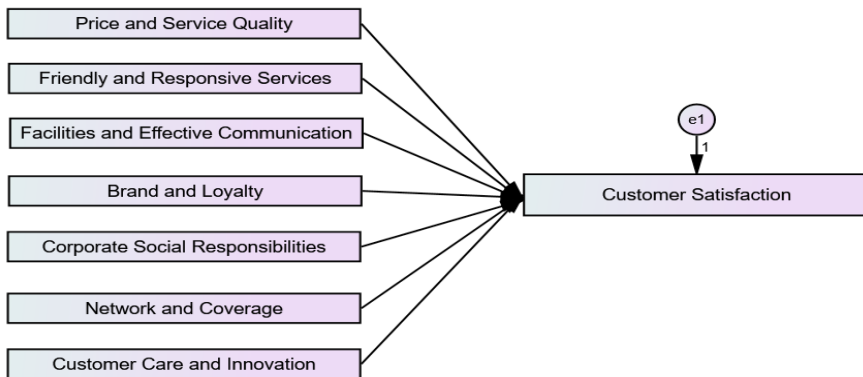 Price and Service Quality
Friendly and Responsive Services
Facilities and Effective Communication
Brand and Loyalty
Corporate Social Responsibilities
Network and Coverage
Customer Care and Innovation
e1
1
Customer Satisfaction